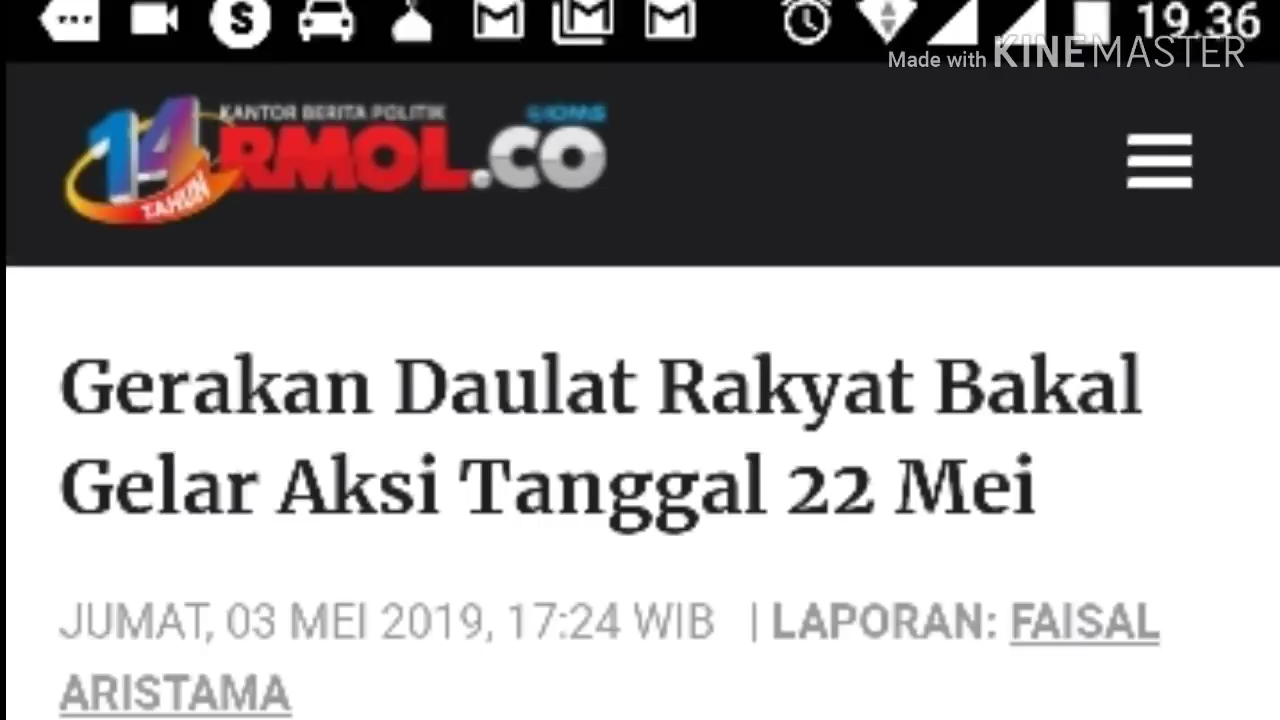 19.36
Made with KINEMASTER
KANTOR BERITA POLITIK
14 TAHUN
RMOL.CO
Gerakan Daulat Rakyat Bakal
Gelar Aksi Tanggal 22 Mei
JUMAT, 03 MEI 2019, 17:24 WIB | LAPORAN: FAISAL
ARISTAMA